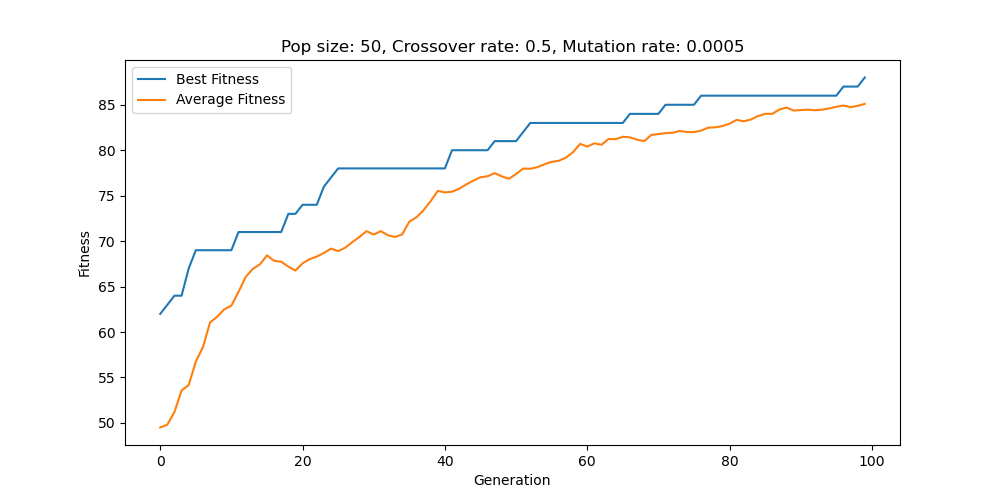 Pop size: 50, Crossover rate: 0.5, Mutation rate: 0.0005
Best Fitness
Average Fitness
85
80
75
70
65
60
55
50
Fitness
0 20 40 60 80 100
Generation